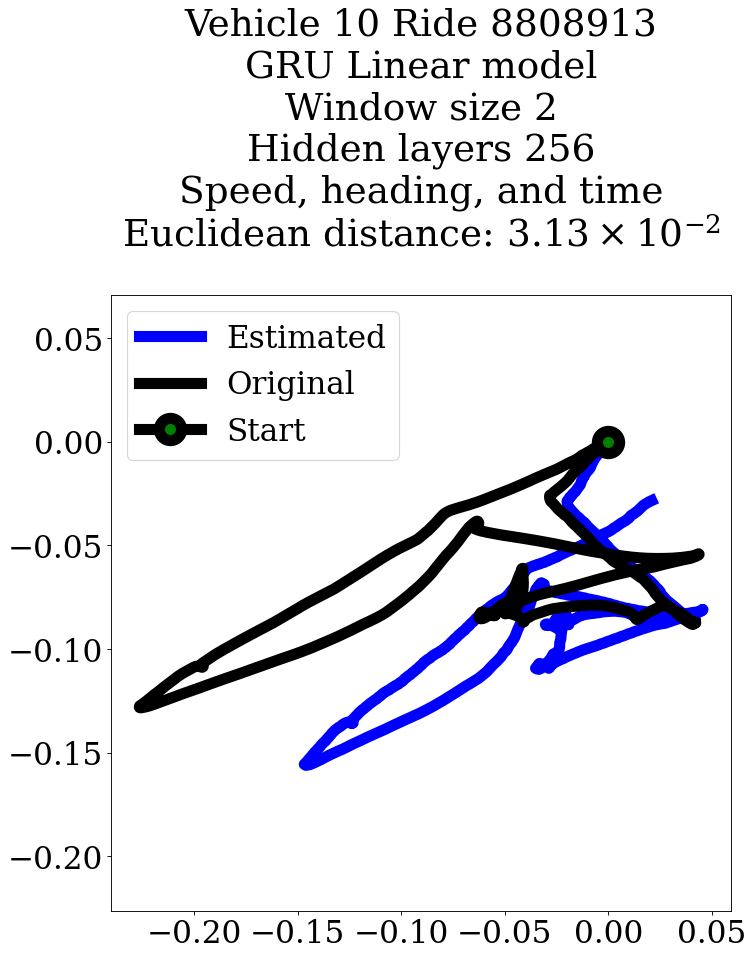 Vehicle 10 Ride 8808913
GRU Linear model
Window size 2
Hidden layers 256
Speed, heading, and time
Euclidean distance: 3.13 × 10⁻²
Estimated
Original
Start
0.05
0.00
−0.05
−0.10
−0.15
−0.20
−0.20 −0.15 −0.10 −0.05 0.00 0.05